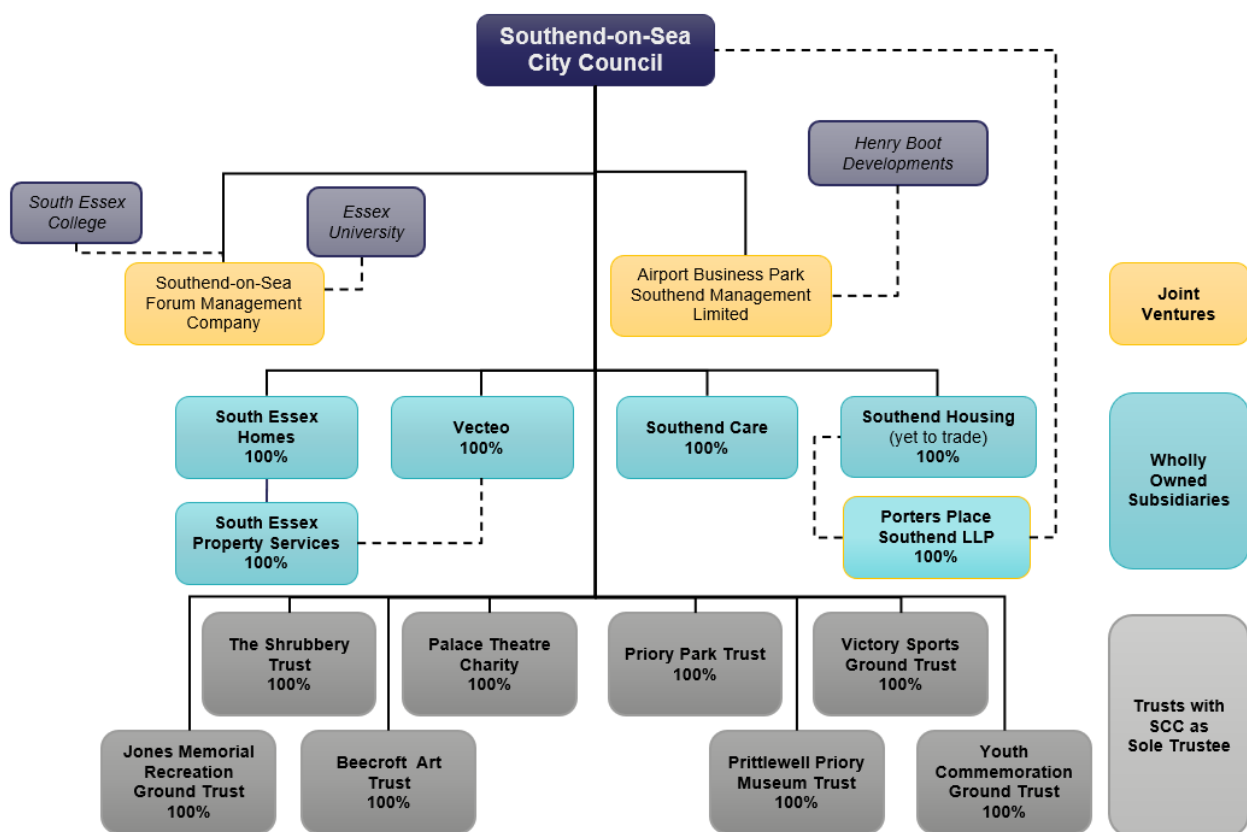 Southend-on-Sea
City Council
Henry Boot
Developments
South Essex
College
Essex
University
Southend-on-Sea
Forum Management
Company
Airport Business Park
Southend Management
Limited
Joint
Ventures
South Essex
Homes
100%
Vecteo
100%
Southend Care
100%
Southend Housing
(yet to trade)
100%
Wholly
Owned
Subsidiaries
South Essex
Property Services
100%
Porters Place
Southend LLP
100%
The Shrubbery
Trust
100%
Palace Theatre
Charity
100%
Priory Park Trust
100%
Victory Sports
Ground Trust
100%
Trusts with
SCC as
Sole Trustee
Jones Memorial
Recreation
Ground Trust
100%
Beecroft Art
Trust
100%
Prittlewell Priory
Museum Trust
100%
Youth
Commemoration
Ground Trust
100%